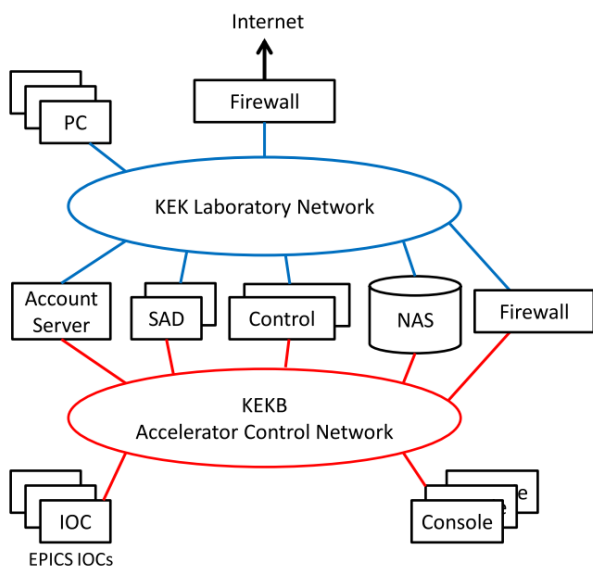 Internet
Firewall
PC
KEK Laboratory Network
Account
Server
SAD
Control
NAS
Firewall
KEKB
Accelerator Control Network
IOC
Console
EPICS IOCs